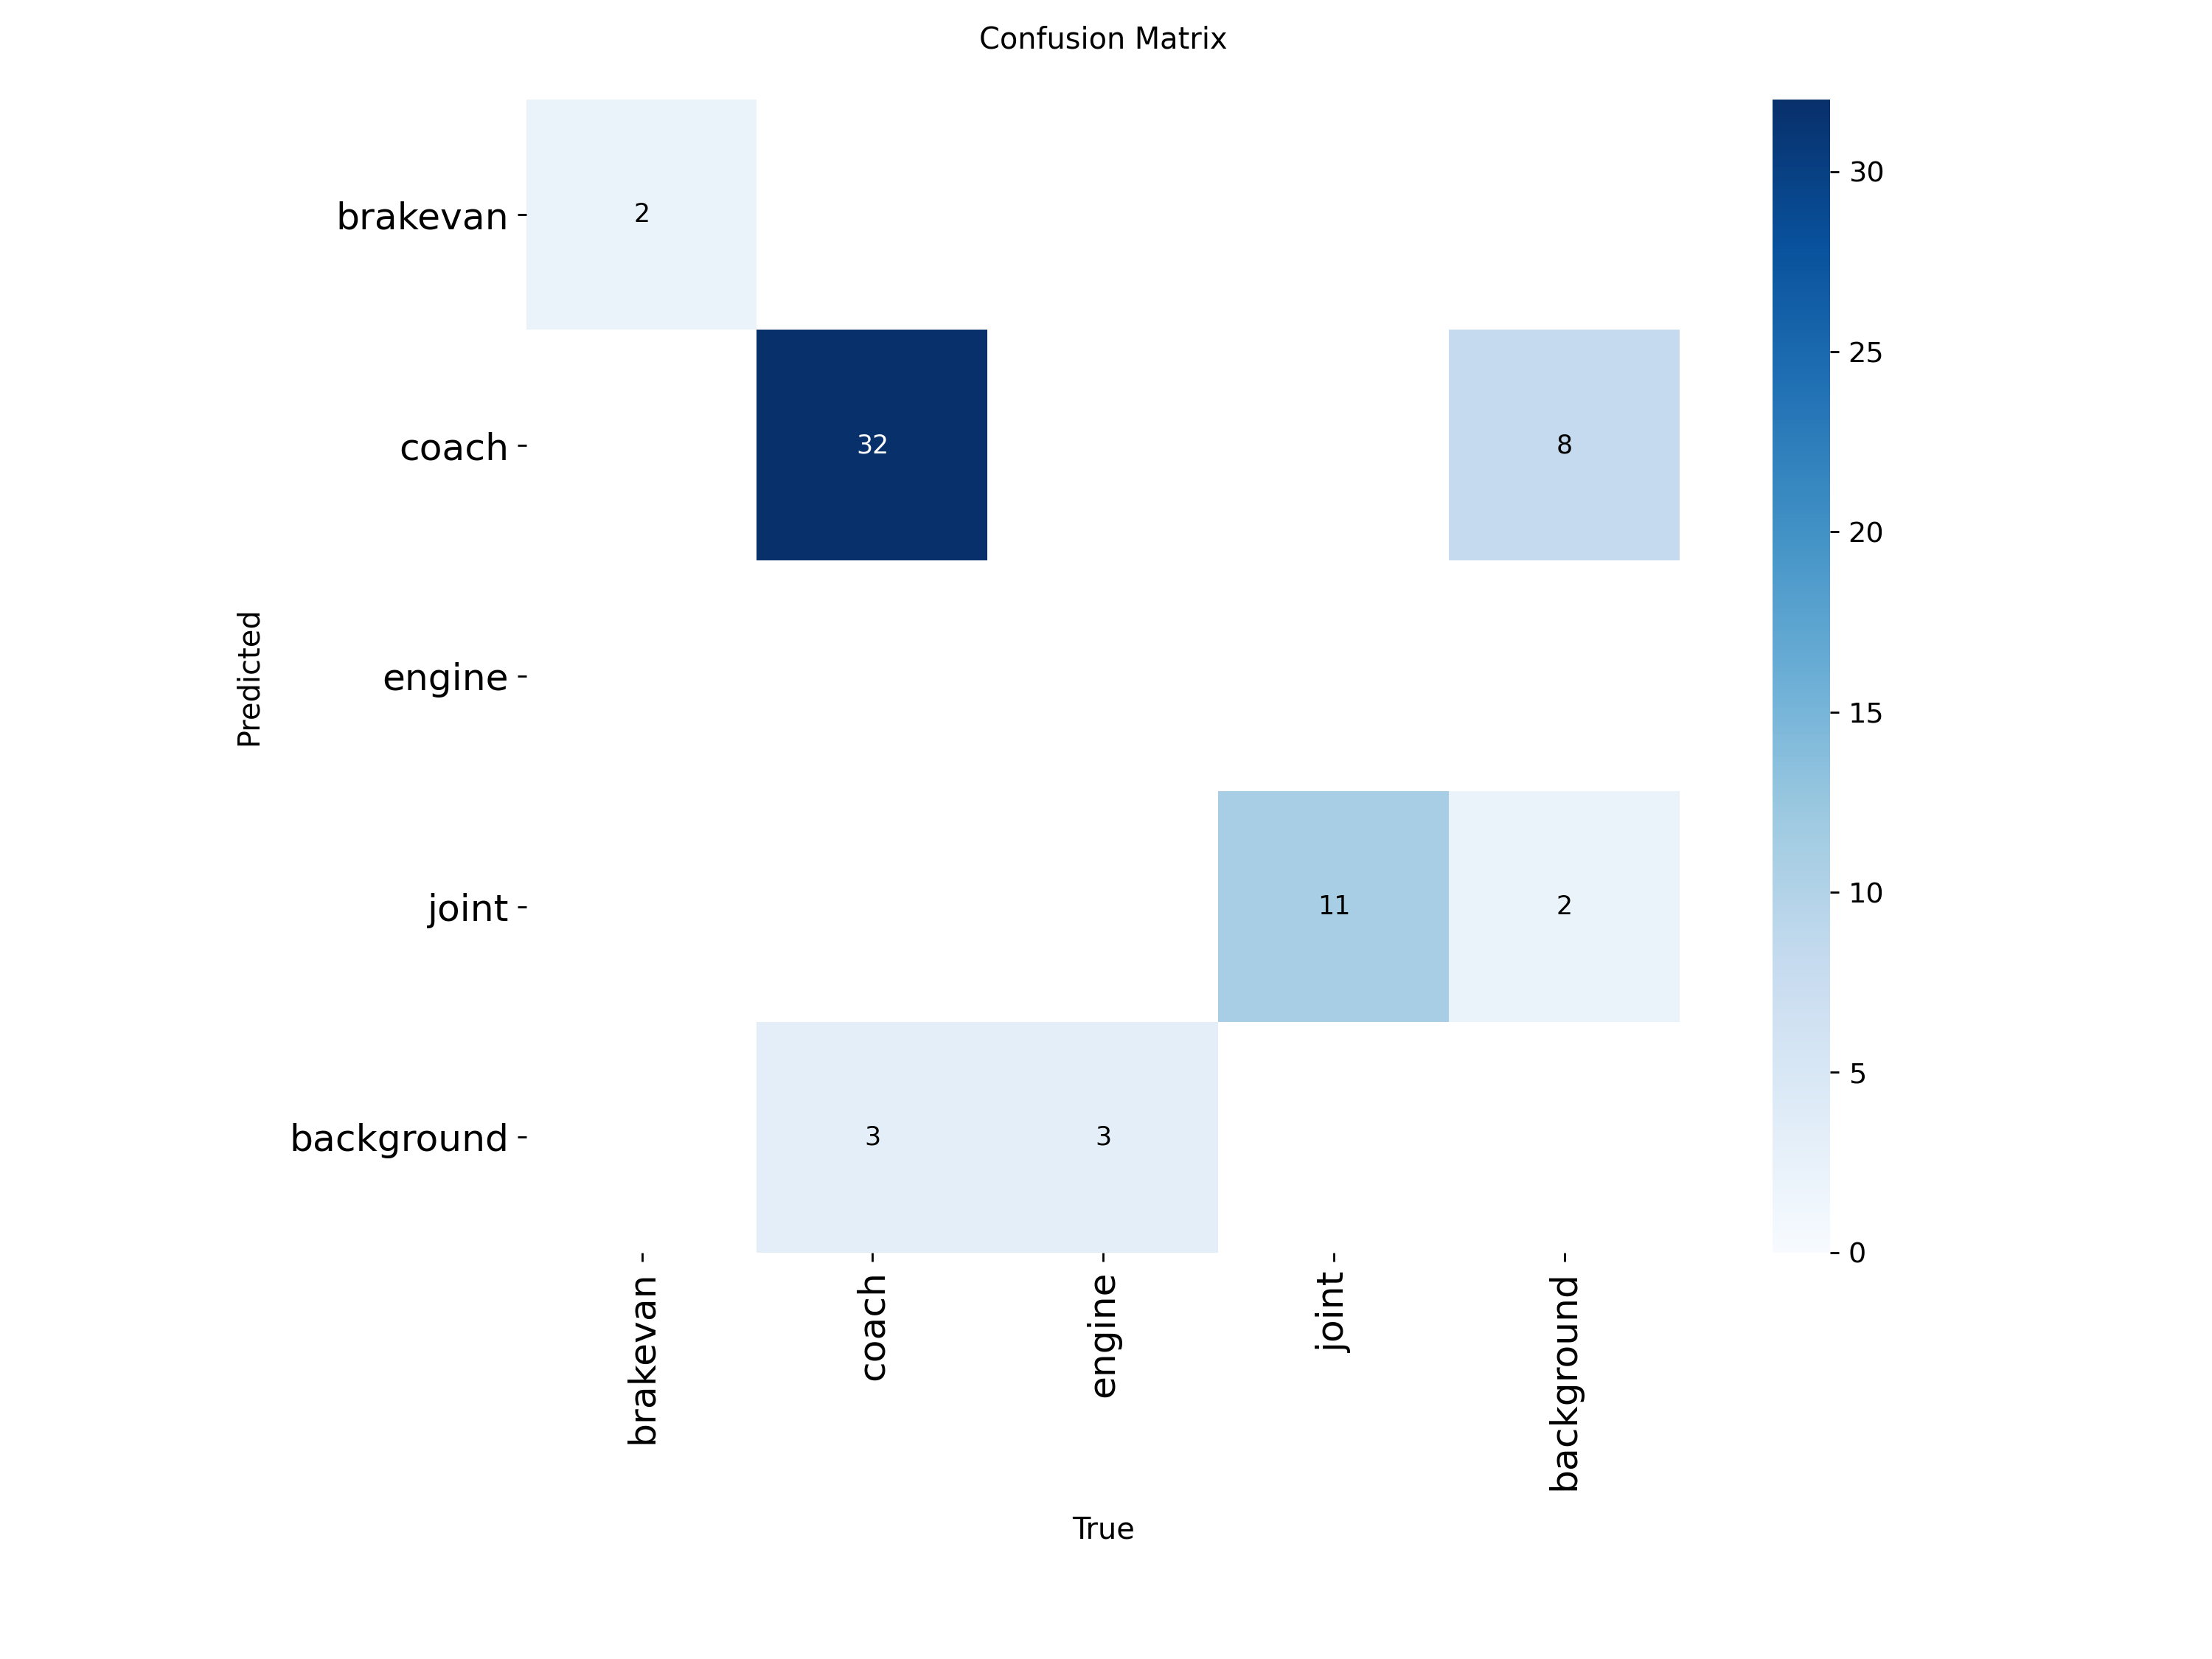 Confusion Matrix
brakevan
2
coach
32
8
engine
joint
11
2
background
3
3
Predicted
brakevan
coach
engine
joint
background
True
30
25
20
15
10
5
0